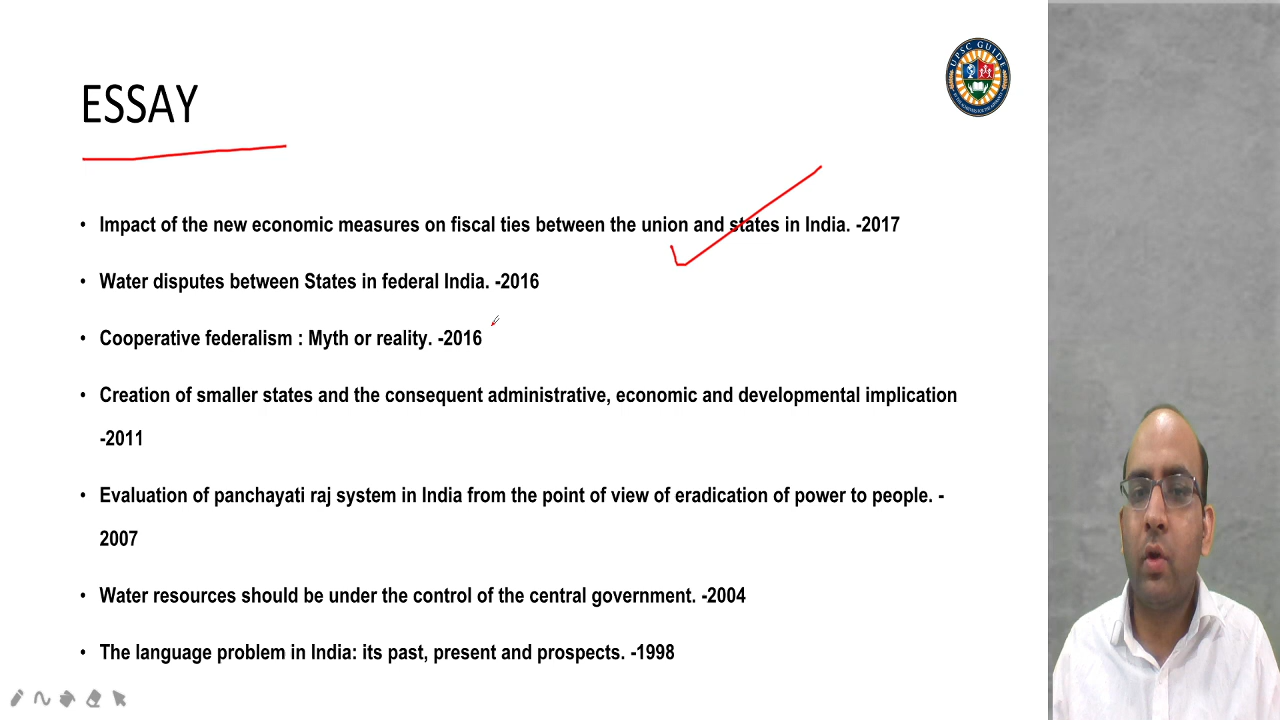 UPSC GUIDE
ESSAY
• Impact of the new economic measures on fiscal ties between the union and states in India. -2017
• Water disputes between States in federal India. -2016
• Cooperative federalism : Myth or reality. -2016
• Creation of smaller states and the consequent administrative, economic and developmental implication
-2011
• Evaluation of panchayati raj system in India from the point of view of eradication of power to people. -
2007
• Water resources should be under the control of the central government. -2004
• The language problem in India: its past, present and prospects. -1998